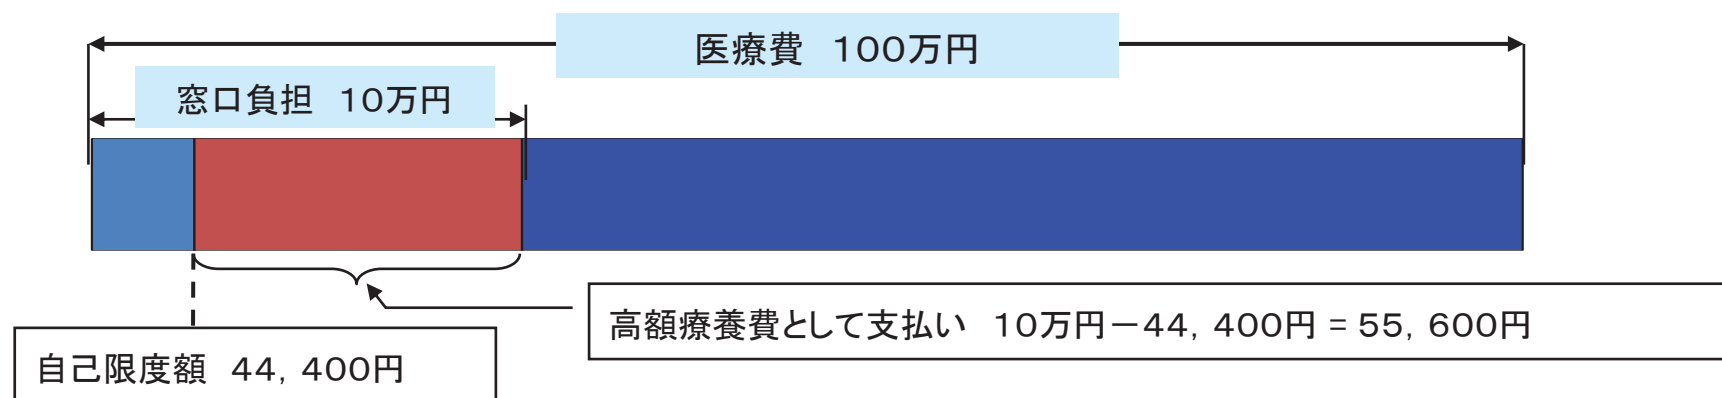 医療費　100万円
窓口負担　10万円
高額療養費として支払い　10万円－44,400円 = 55,600円
自己限度額　44,400円